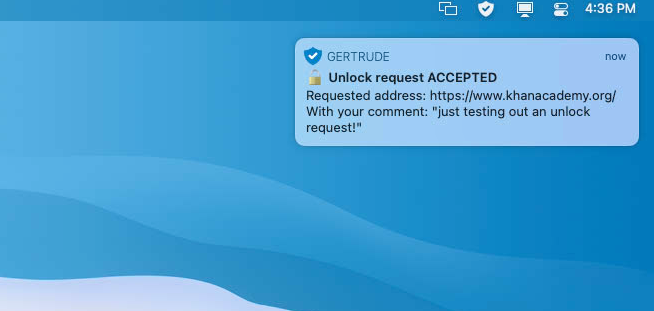 4:36 PM
GERTRUDE
now
Unlock request ACCEPTED
Requested address: https://www.khanacademy.org/
With your comment: "just testing out an unlock
request!"